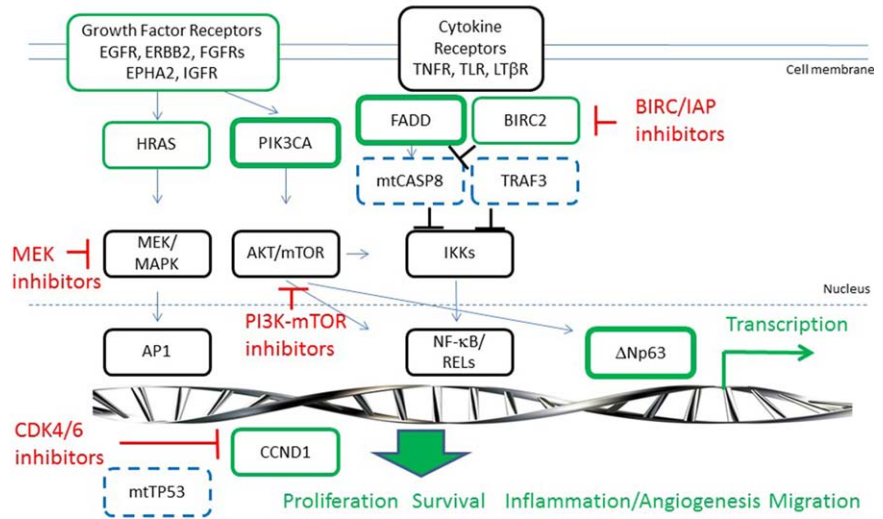 Growth Factor Receptors
EGFR, ERBB2, FGFRs
EPHA2, IGFR
Cytokine
Receptors
TNFR, TLR, LTβR
Cell membrane
HRAS
PIK3CA
FADD
BIRC2
BIRC/IAP
inhibitors
mtCASP8
TRAF3
MEK
inhibitors
MEK/
MAPK
AKT/mTOR
IKKs
Nucleus
PI3K-mTOR
inhibitors
AP1
NF-κB/
RELs
ΔNp63
Transcription
CDK4/6
inhibitors
CCND1
mtTP53
Proliferation Survival Inflammation/Angiogenesis Migration